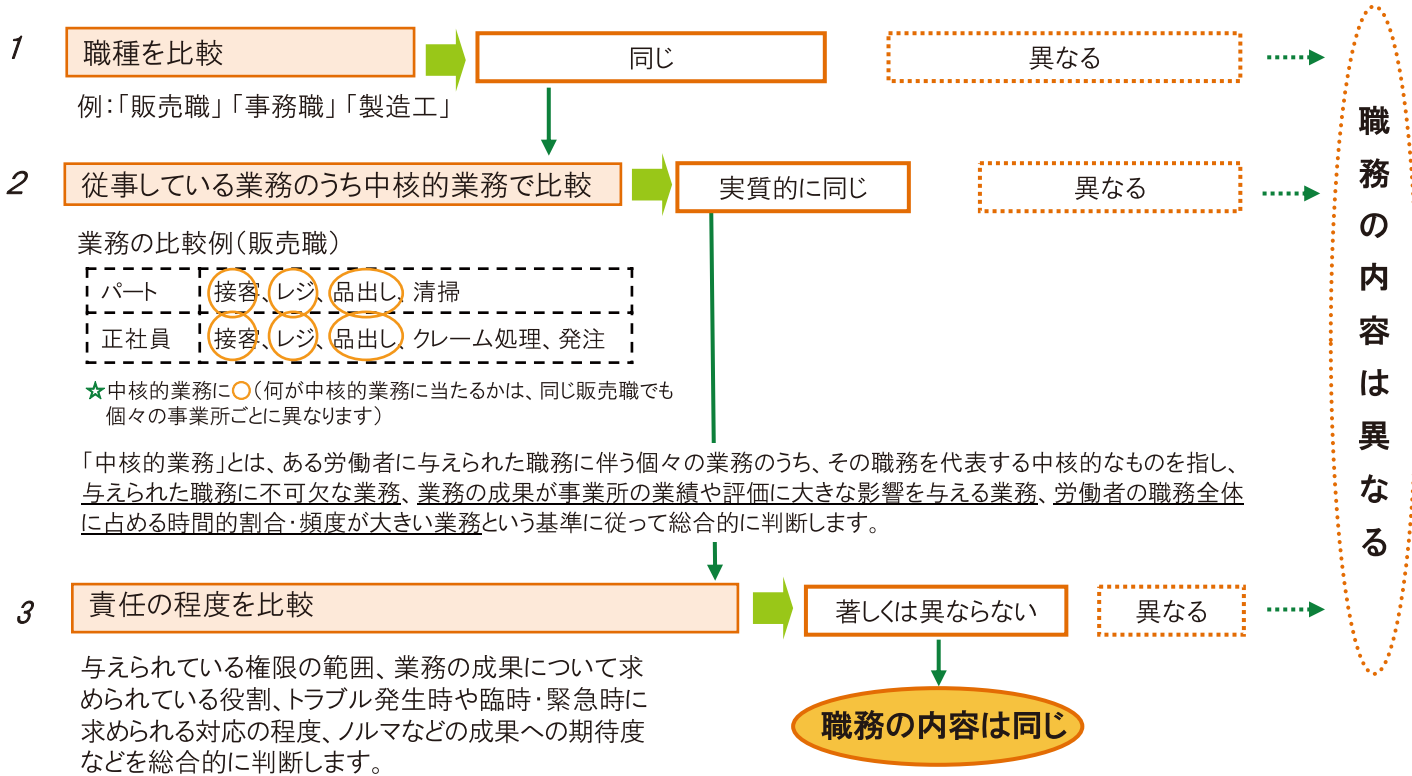 1 職種を比較 同じ 異なる
例：「販売職」「事務職」「製造工」
2 従事している業務のうち中核的業務で比較 実質的に同じ 異なる
業務の比較例（販売職）
パート 接客、レジ、品出し、清掃
正社員 接客、レジ、品出し、クレーム処理、発注
☆中核的業務に○（何が中核的業務に当たるかは、同じ販売職でも
個々の事業所ごとに異なります）
「中核的業務」とは、ある労働者に与えられた職務に伴う個々の業務のうち、その職務を代表する中核的なものを指し、
与えられた職務に不可欠な業務、業務の成果が事業所の業績や評価に大きな影響を与える業務、労働者の職務全体
に占める時間的割合・頻度が大きい業務という基準に従って総合的に判断します。
3 責任の程度を比較 著しくは異ならない 異なる
与えられている権限の範囲、業務の成果について求
められている役割、トラブル発生時や臨時・緊急時に
求められる対応の程度、ノルマなどの成果への期待度
などを総合的に判断します。
職務の内容は同じ
職務の内容は異なる